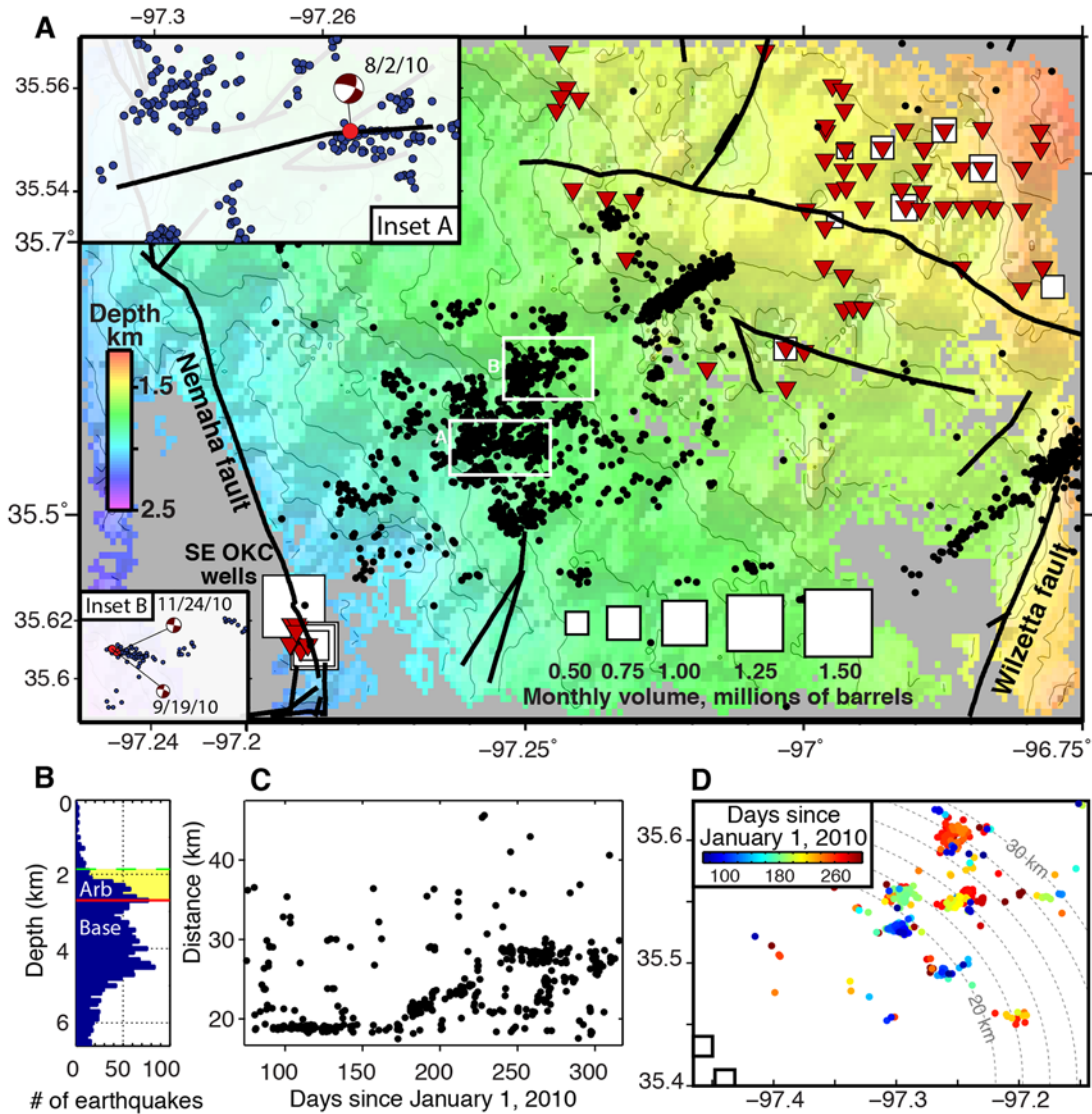 −97.3 −97.26
A
8/2/10
35.56
35.54
Inset A
35.7
Depth
km
1.5
2.5
Nemaha fault
B
A
35.5°
SE OKC
wells
Inset B
11/24/10
9/19/10
35.62
35.6
0.50 0.75 1.00 1.25 1.50
Monthly volume, millions of barrels
Wilzetta fault
−97.24 −97.2 −97.25° −97° −96.75°
B
0
2
4
6
Depth (km)
Arb
Base
0 50 100
# of earthquakes
C
Distance (km)
40
30
20
100 150 200 250 300
Days since January 1, 2010
D
Days since
January 1, 2010
100 180 260
30 km
20 km
35.6
35.5
35.4
−97.4 −97.3 −97.2